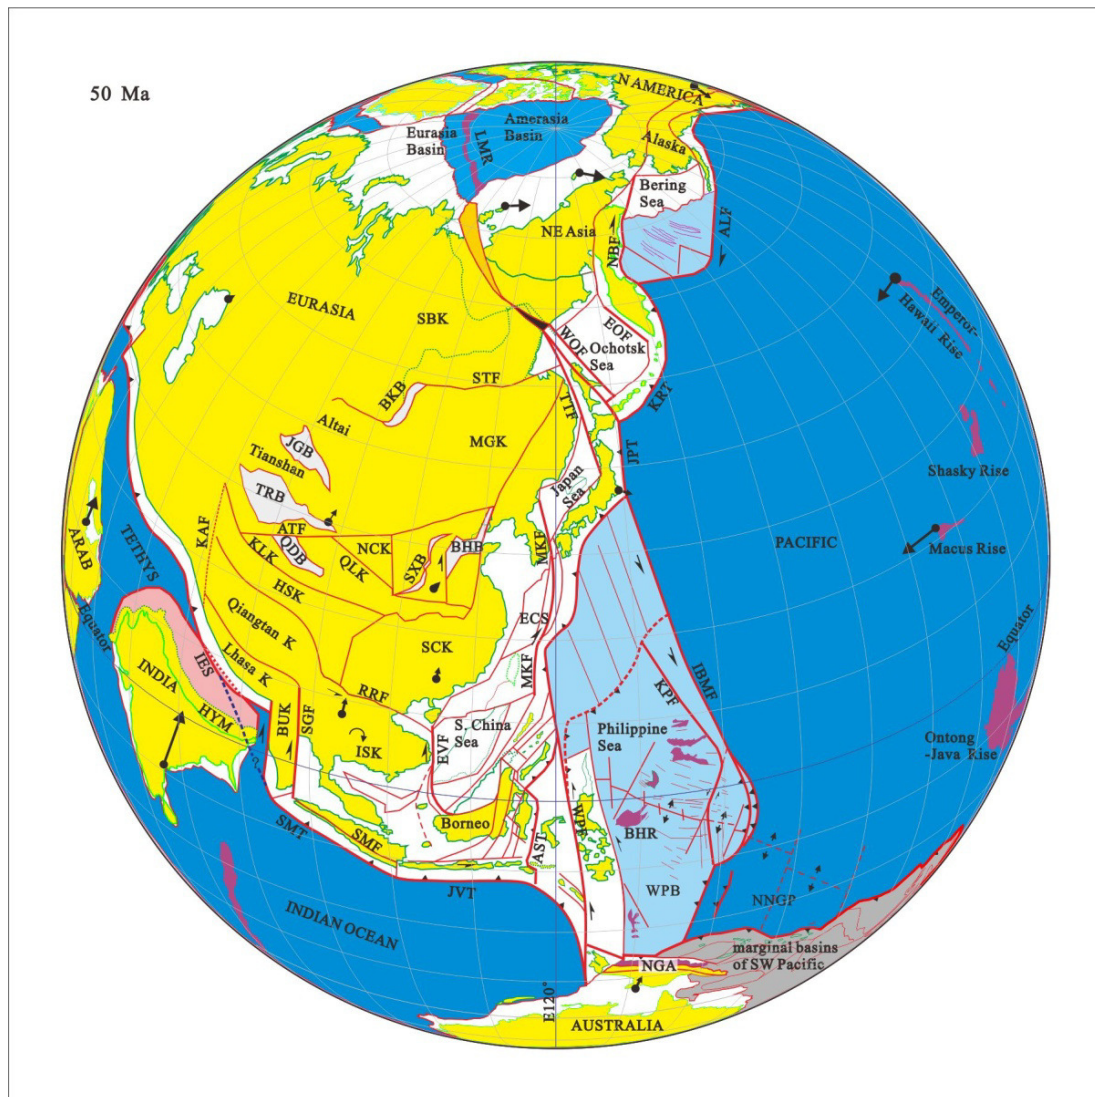 50 Ma
N AMERICA
Amerasia
Basin
Eurasia
Basin
LMR
Alaska
Bering
Sea
NE Asia
NBF
ALF
EURASIA
SBK
WOF
EOF
Ochotsk
Sea
Emperor-
Hawaii Rise
STF
BKB
Altai
TTF
KRT
JGB
MGK
JPT
Tianshan
Japan
Sea
Shasky Rise
TRB
ARAB
TETHYS
KAF
ATF
KLK
QDB
NCK
QLK
SXB
BHB
MKF
PACIFIC
Macus Rise
HSK
Equator
Qiangtan K
ECS
SCK
MKF
Equator
INDIA
IES
Lhasa K
HYM
RRF
IBMF
KPF
BUK
SGF
ISK
EVF
S. China
Sea
Philippine
Sea
Ontong
-Java Rise
SMT
SMF
Borneo
AST
WPF
BHR
JVT
WPB
NNGP
INDIAN OCEAN
marginal basins
of SW Pacific
NGA
E120°
AUSTRALIA